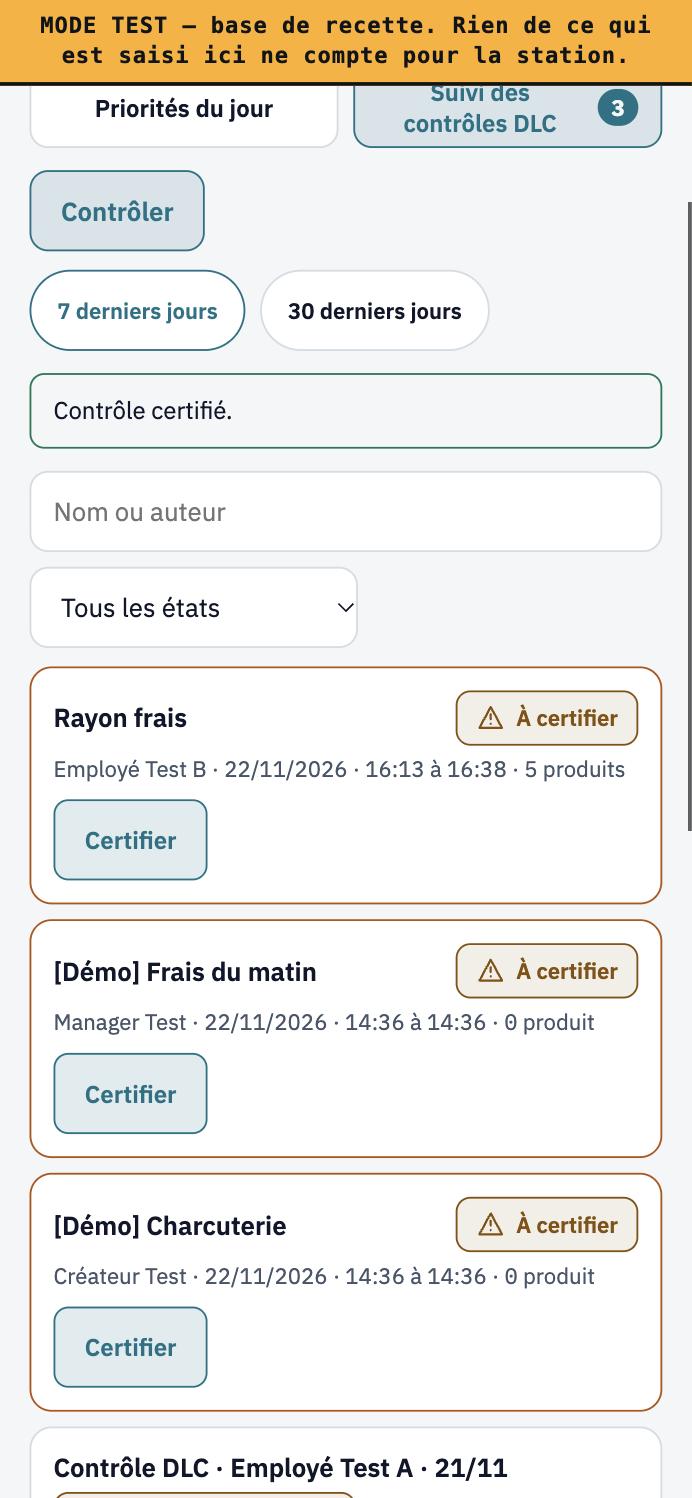 MODE TEST — base de recette. Rien de ce qui
est saisi ici ne compte pour la station.
Priorités du jour
Suivi des
contrôles DLC
3
Contrôler
7 derniers jours
30 derniers jours
Contrôle certifié.
Nom ou auteur
Tous les états
Rayon frais
À certifier
Employé Test B · 22/11/2026 · 16:13 à 16:38 · 5 produits
Certifier
[Démo] Frais du matin
À certifier
Manager Test · 22/11/2026 · 14:36 à 14:36 · 0 produit
Certifier
[Démo] Charcuterie
À certifier
Créateur Test · 22/11/2026 · 14:36 à 14:36 · 0 produit
Certifier
Contrôle DLC · Employé Test A · 21/11